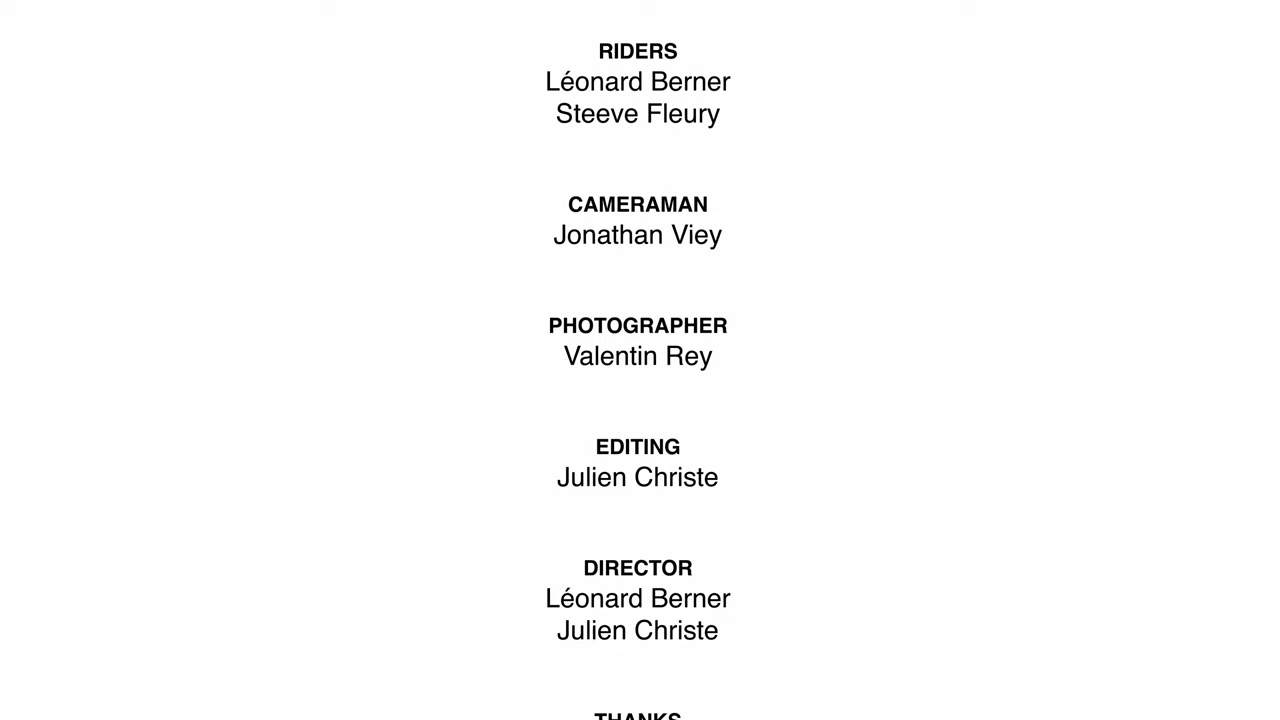 RIDERS
Léonard Berner
Steeve Fleury
CAMERAMAN
Jonathan Viey
PHOTOGRAPHER
Valentin Rey
EDITING
Julien Christe
DIRECTOR
Léonard Berner
Julien Christe
THANKS